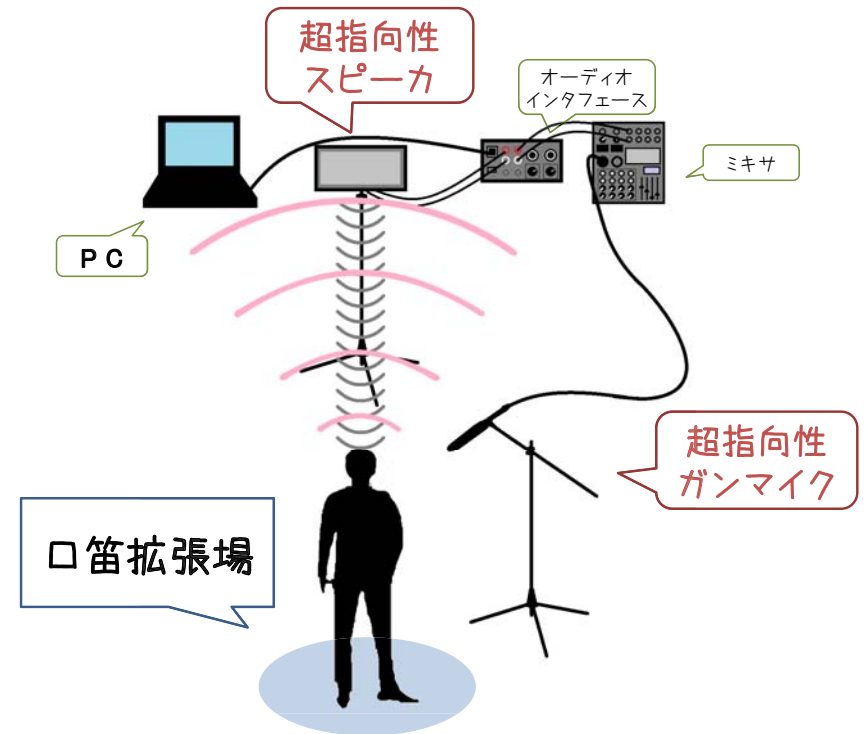 超指向性
スピーカ
オーディオ
インタフェース
ミキサ
ＰＣ
超指向性
ガンマイク
口笛拡張場